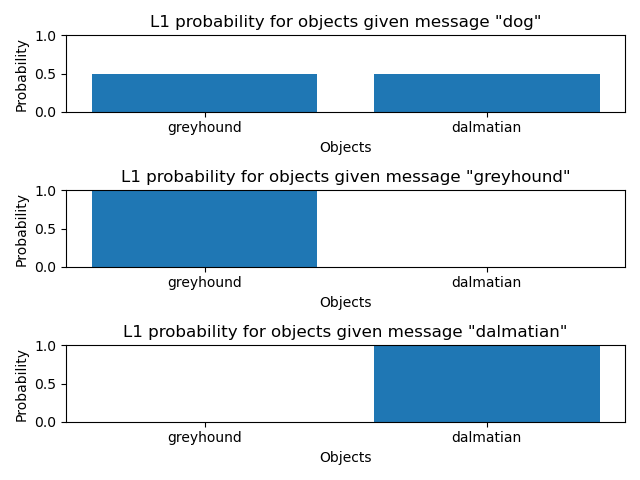 L1 probability for objects given message "dog"
1.0
0.5
0.0
Probability
greyhound dalmatian
Objects
L1 probability for objects given message "greyhound"
1.0
0.5
0.0
Probability
greyhound dalmatian
Objects
L1 probability for objects given message "dalmatian"
1.0
0.5
0.0
Probability
greyhound dalmatian
Objects